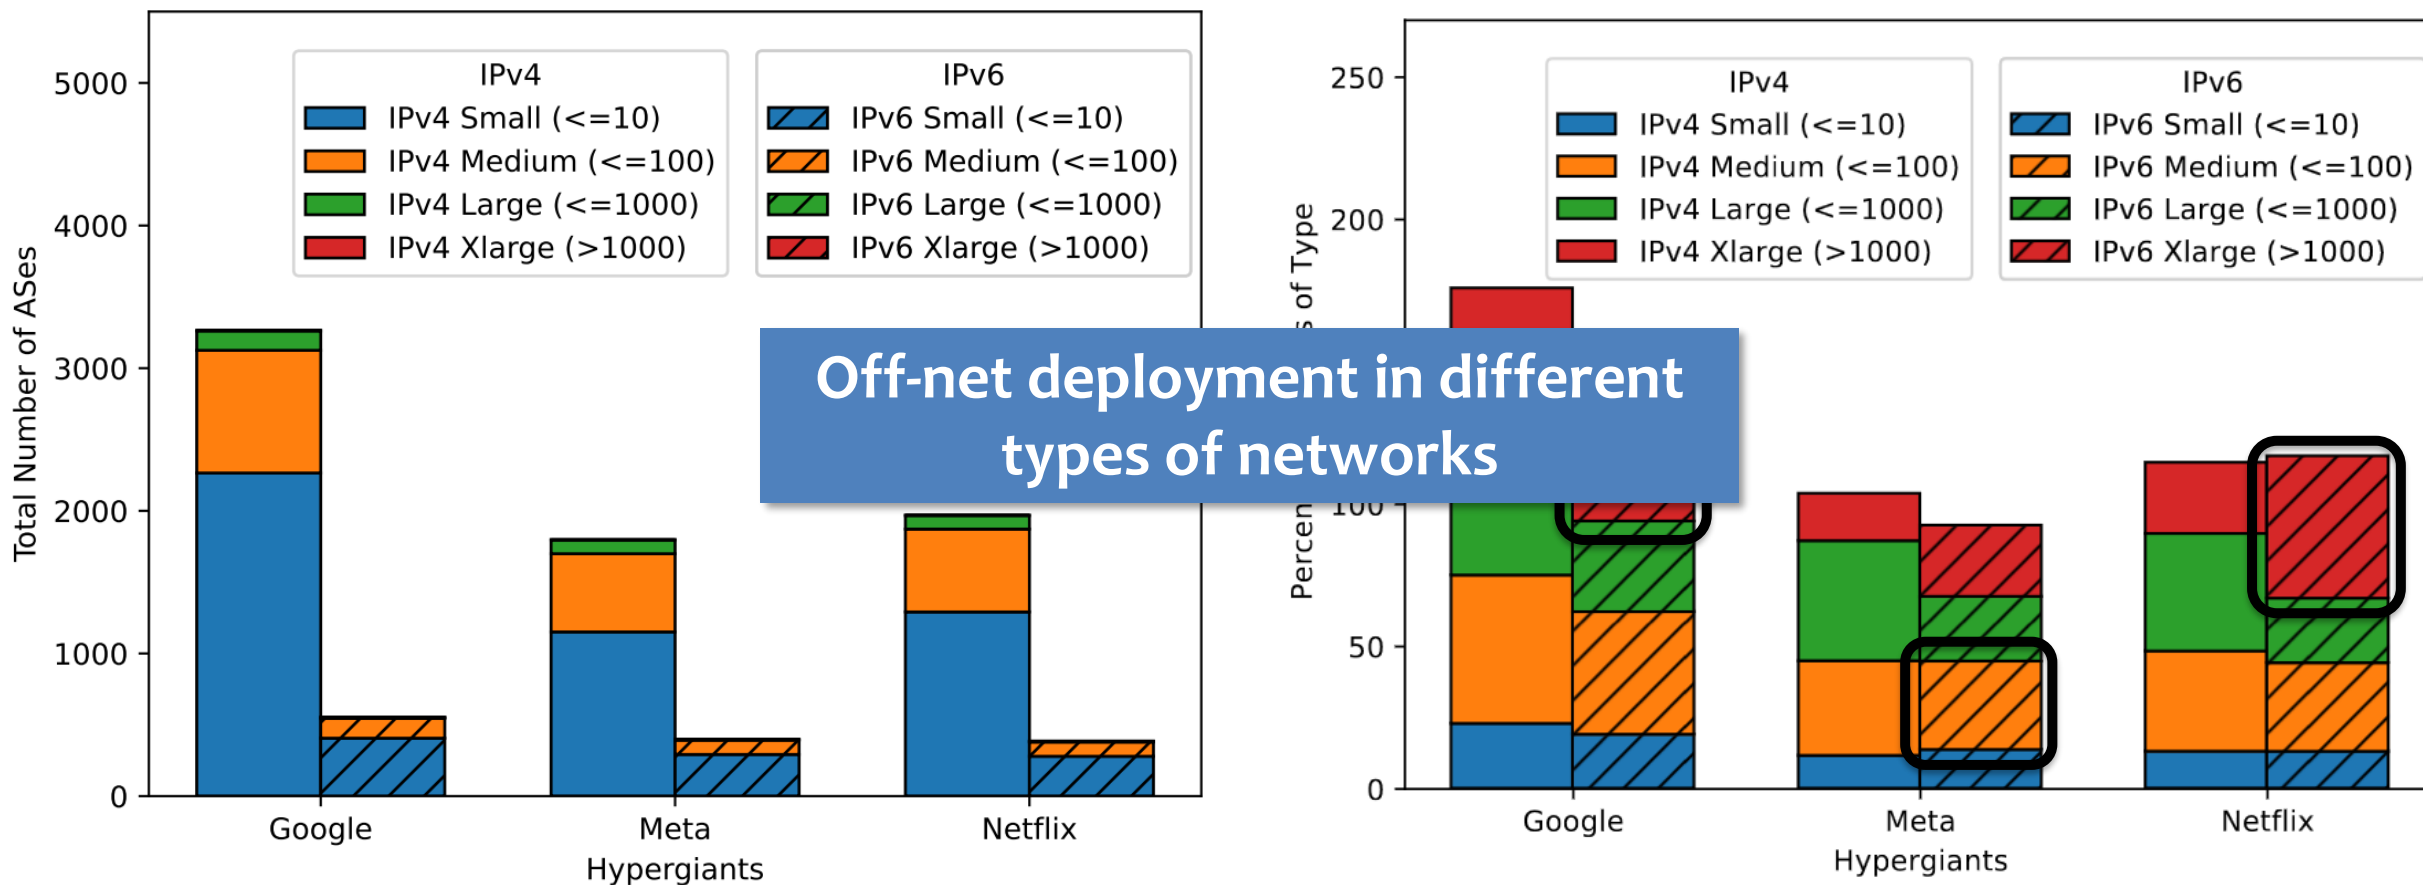 5000
4000
3000
2000
1000
0
Total Number of ASes
IPv4
IPv4 Small (<=10)
IPv4 Medium (<=100)
IPv4 Large (<=1000)
IPv4 Xlarge (>1000)
IPv6
IPv6 Small (<=10)
IPv6 Medium (<=100)
IPv6 Large (<=1000)
IPv6 Xlarge (>1000)
Google
Meta
Netflix
Hypergiants
Off-net deployment in different
types of networks
250
200
100
50
0
of Type
IPv4
IPv4 Small (<=10)
IPv4 Medium (<=100)
IPv4 Large (<=1000)
IPv4 Xlarge (>1000)
IPv6
IPv6 Small (<=10)
IPv6 Medium (<=100)
IPv6 Large (<=1000)
IPv6 Xlarge (>1000)
Google
Meta
Netflix
Hypergiants